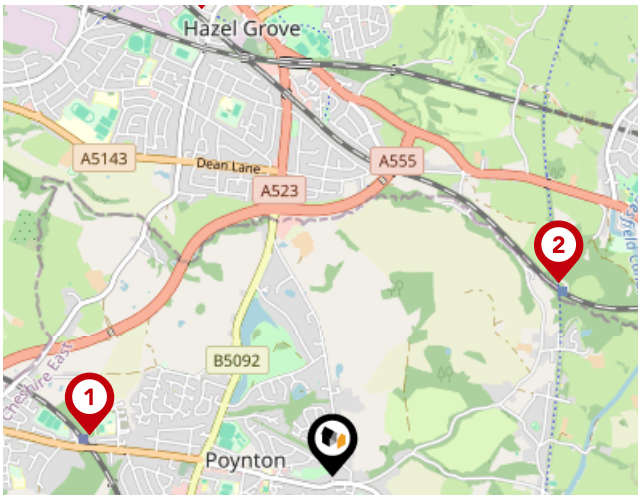 Hazel Grove
A5143
Dean Lane
A555
A523
2
B5092
Cheshire East
1
Poynton